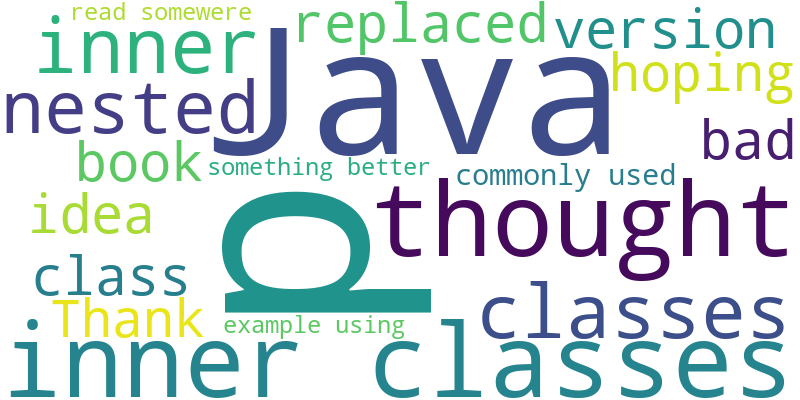 read somewere
replaced
version
inner
Java
hoping
nested
bad
book
something better
commonly used
thought
idea
p
class
Thank
example using
classes
inner classes